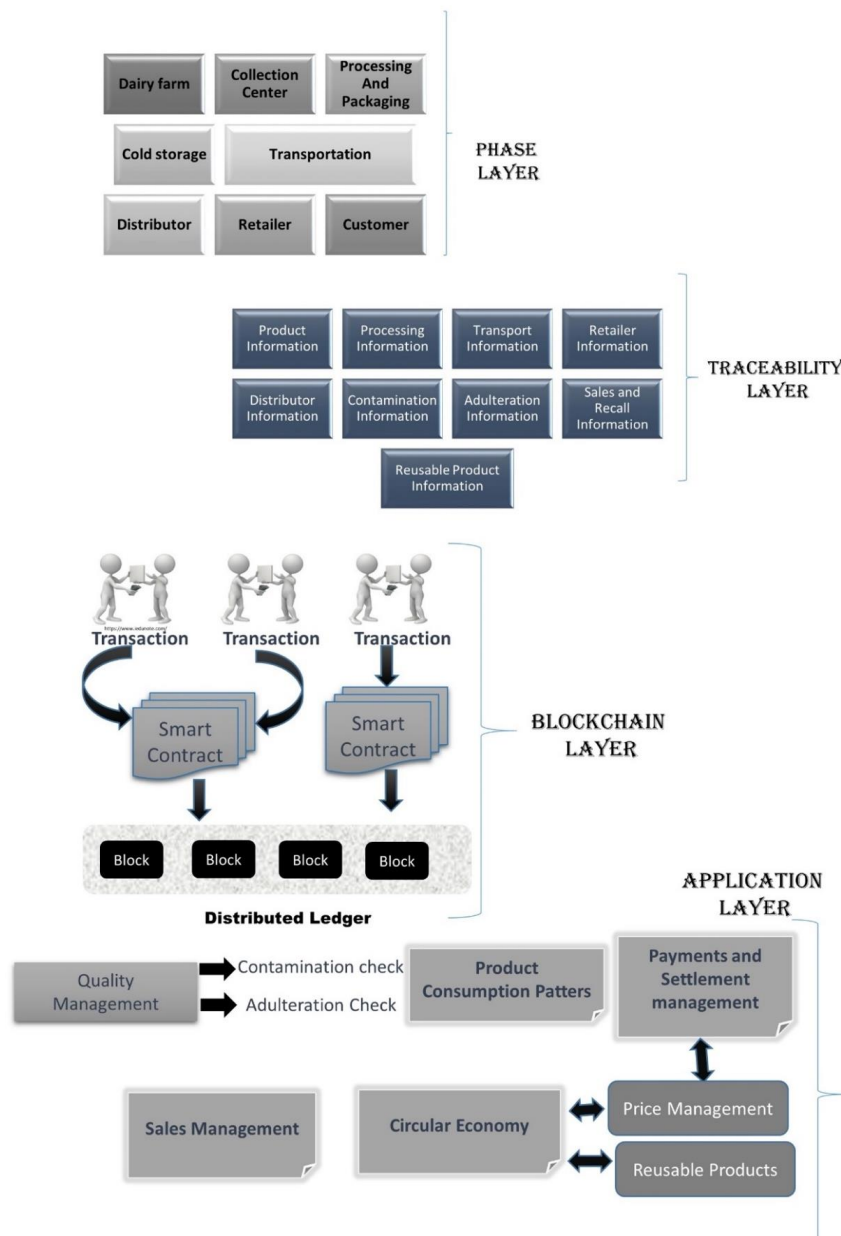 Dairy farm
Collection
Center
Processing
And
Packaging
Cold storage
Transportation
Distributor
Retailer
Customer
PHASE
LAYER
Product
Information
Processing
Information
Transport
Information
Retailer
Information
Distributor
Information
Contamination
Information
Adulteration
Information
Sales and
Recall
Information
Reusable Product
Information
TRACEABILITY
LAYER
Transaction
Transaction
Transaction
Smart
Contract
Smart
Contract
Block
Block
Block
Block
Distributed Ledger
BLOCKCHAIN
LAYER
APPLICATION
LAYER
Quality
Management
Contamination check
Adulteration Check
Product
Consumption Patters
Payments and
Settlement
management
Sales Management
Circular Economy
Price Management
Reusable Products